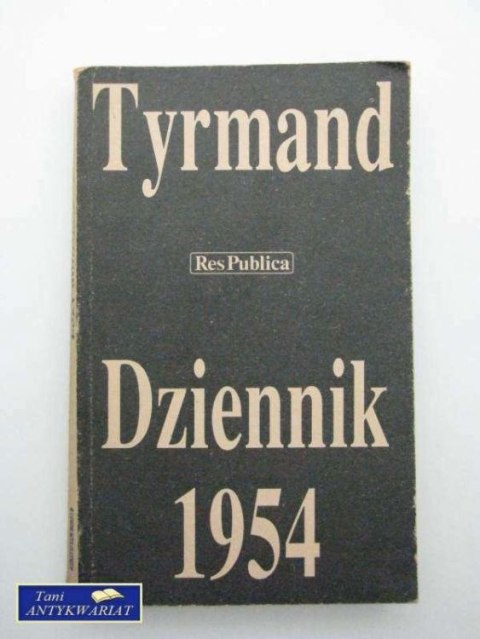 Tyrmand
Res Publica
Dziennik
1954
Tani
ANTYKWARIAT